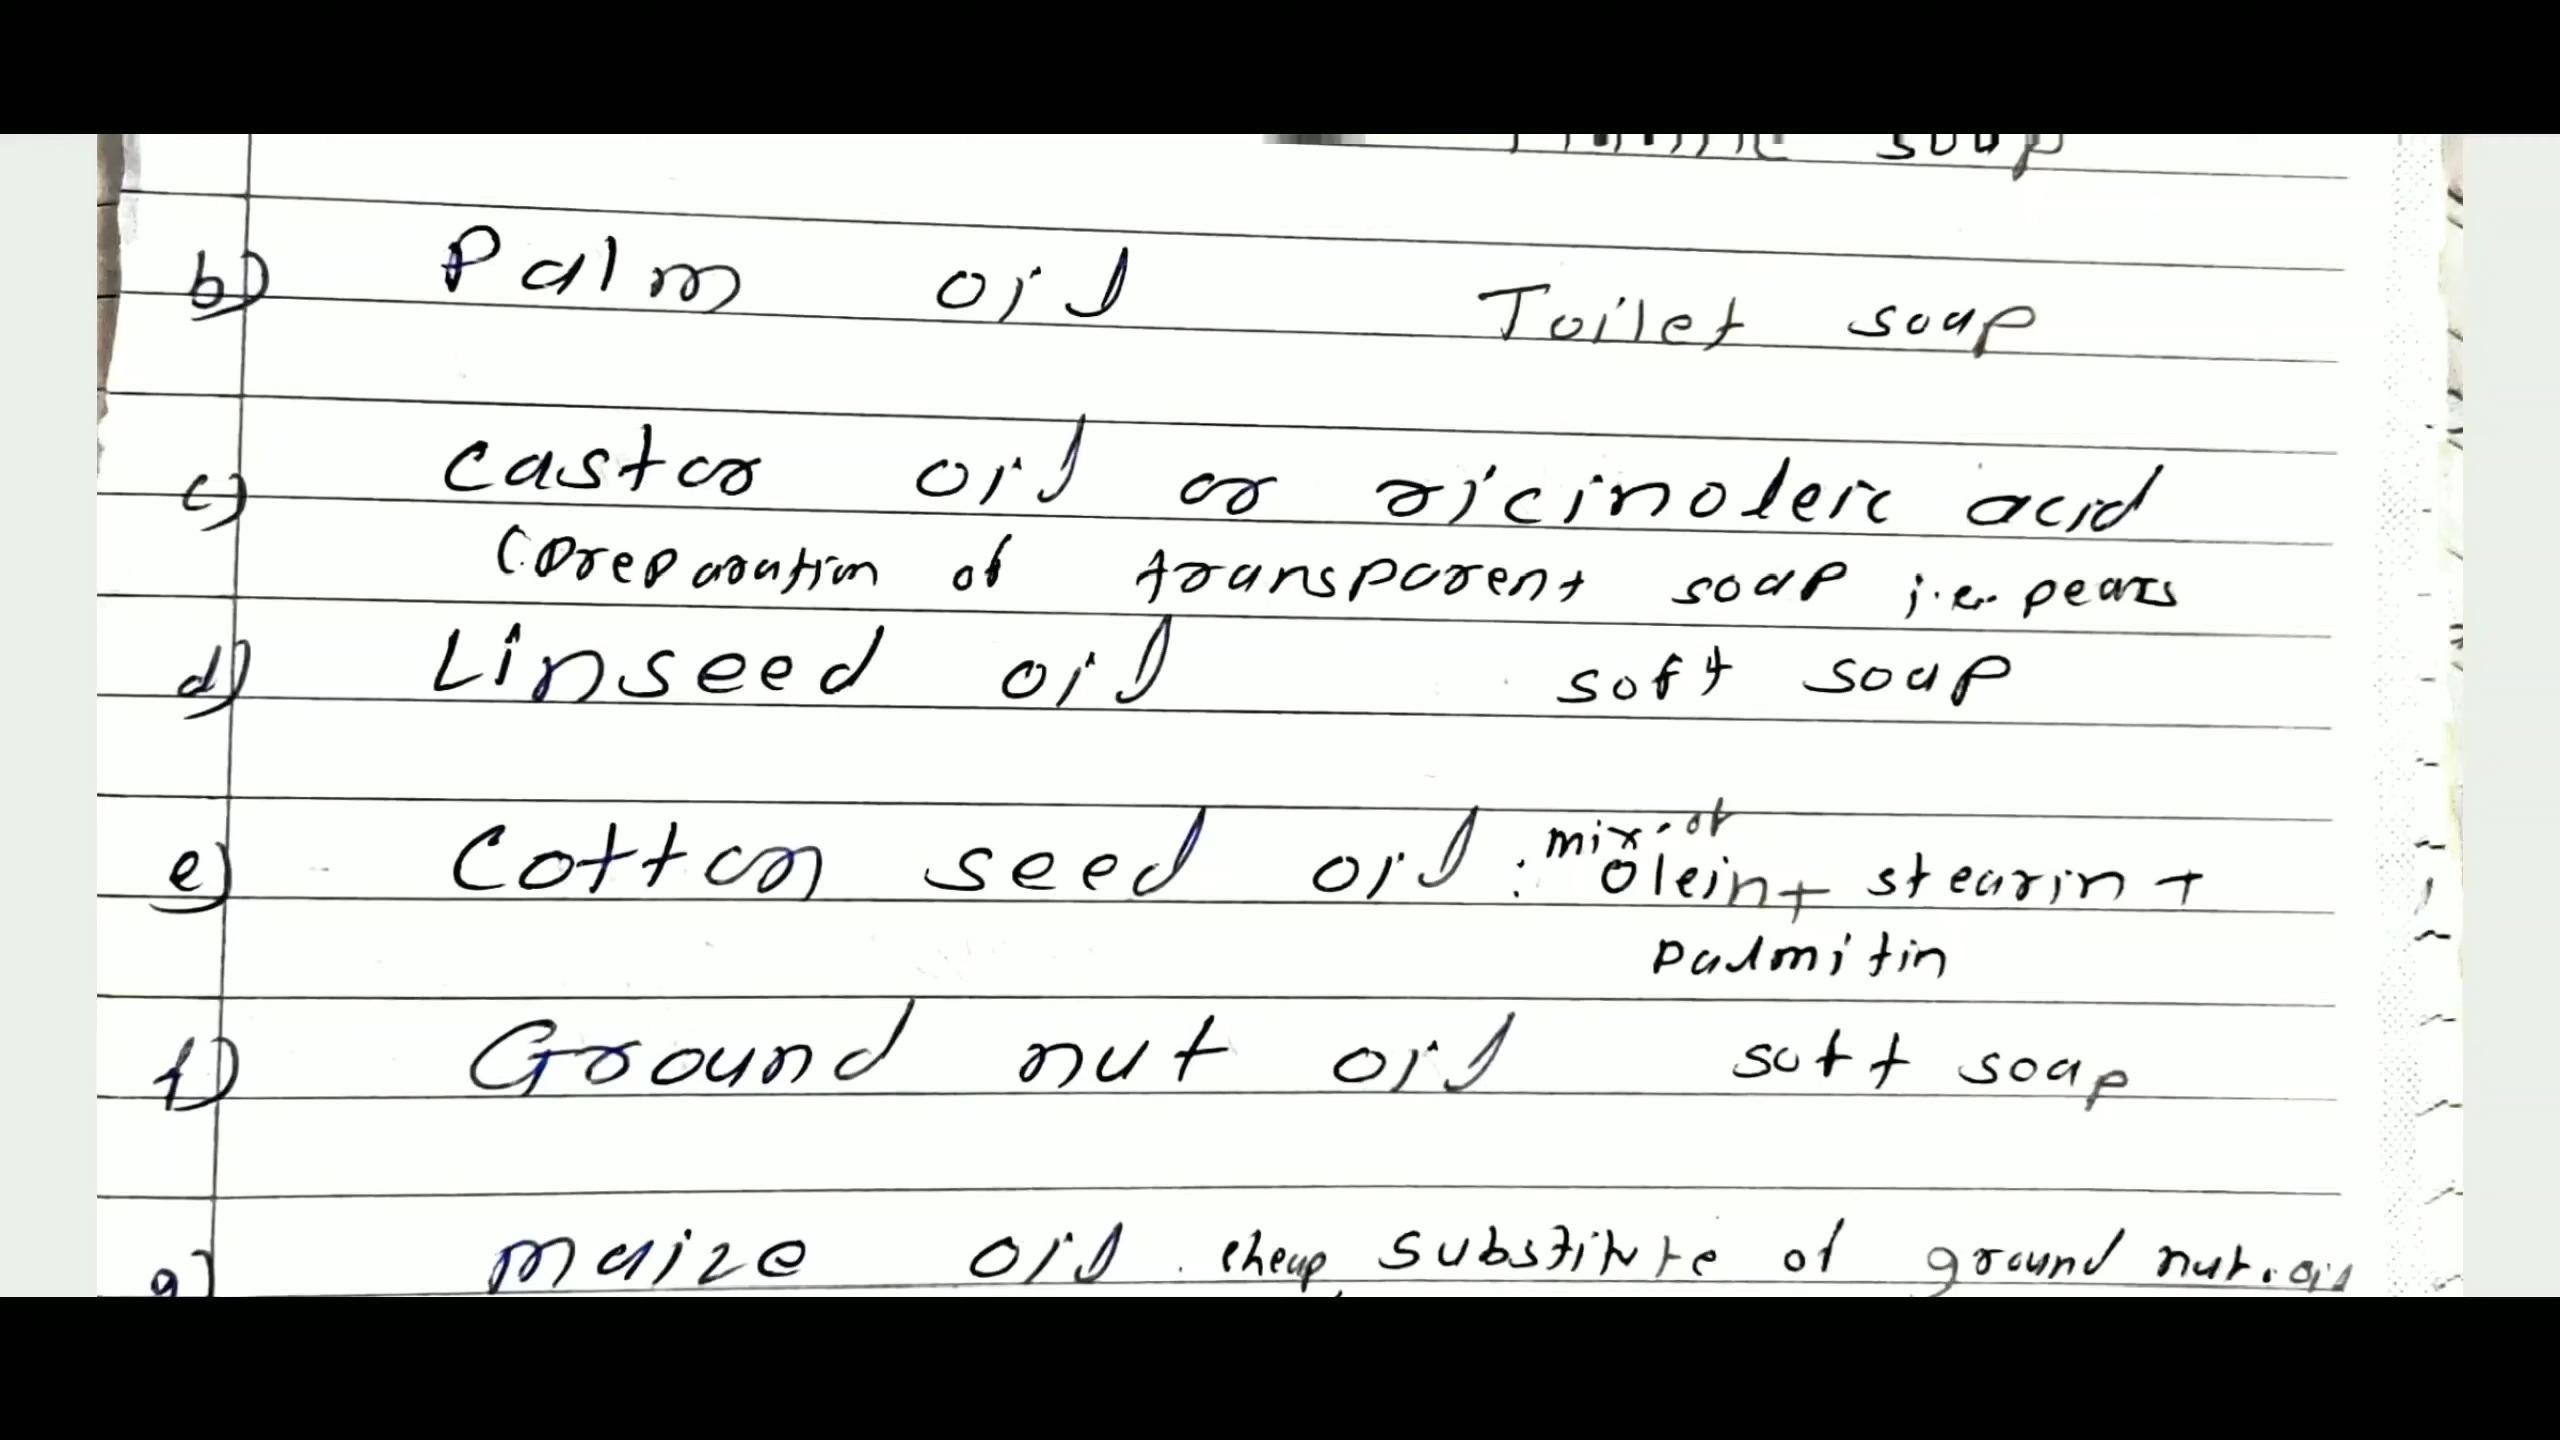 soap
b) Palm oil Toilet soap
c) castor oil or ricinoleic acid
(preparation of transparent soap i.e. pears
d) Linseed oil soft soap
e) Cotton seed oil : mix. of olein + stearin +
palmitin
f) Ground nut oil soft soap
g) maize oil. cheap substitute of ground nut. oil